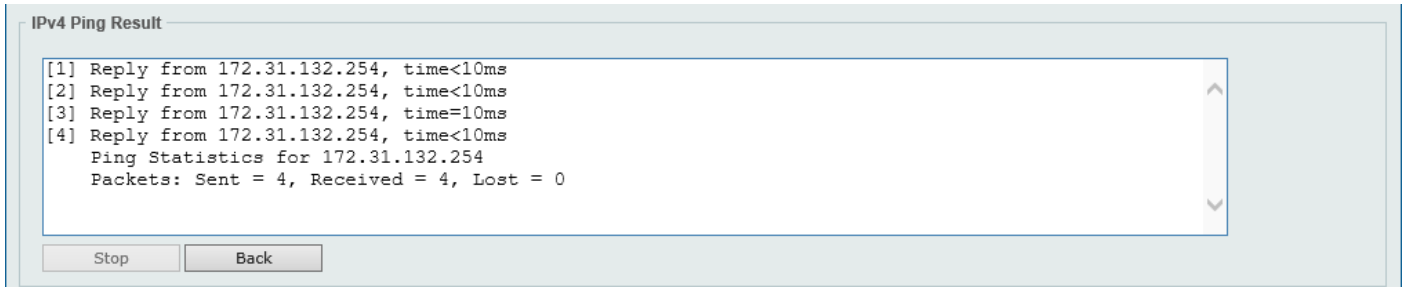 IPv4 Ping Result
[1] Reply from 172.31.132.254, time<10ms
[2] Reply from 172.31.132.254, time<10ms
[3] Reply from 172.31.132.254, time=10ms
[4] Reply from 172.31.132.254, time<10ms
Ping Statistics for 172.31.132.254
Packets: Sent = 4, Received = 4, Lost = 0
Stop Back